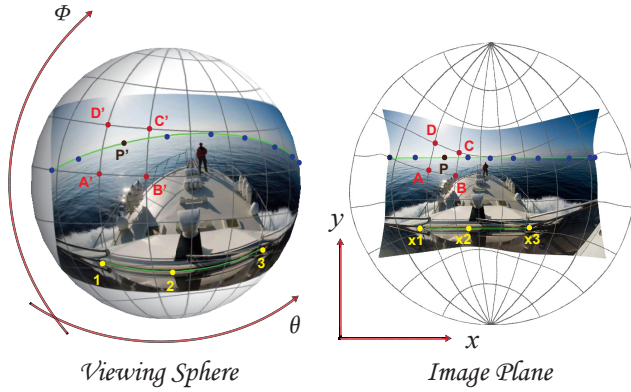 Φ
D'
C'
P'
A'
B'
1
2
3
θ
Viewing Sphere
D
C
P
A
B
x1
x2
x3
y
x
Image Plane